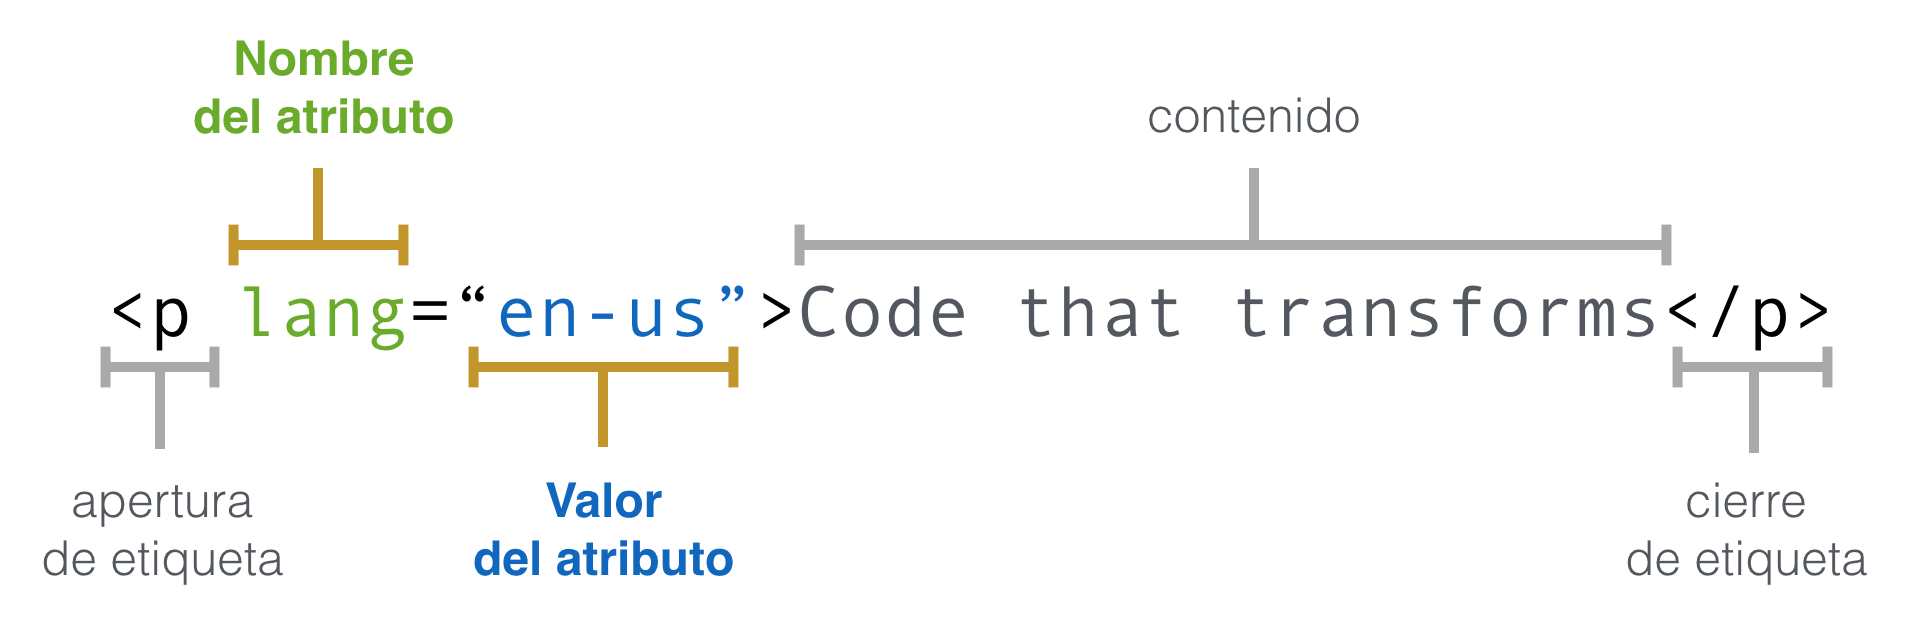 Nombre
del atributo
contenido
<p lang=“en-us”>Code that transforms</p>
apertura
de etiqueta
Valor
del atributo
cierre
de etiqueta